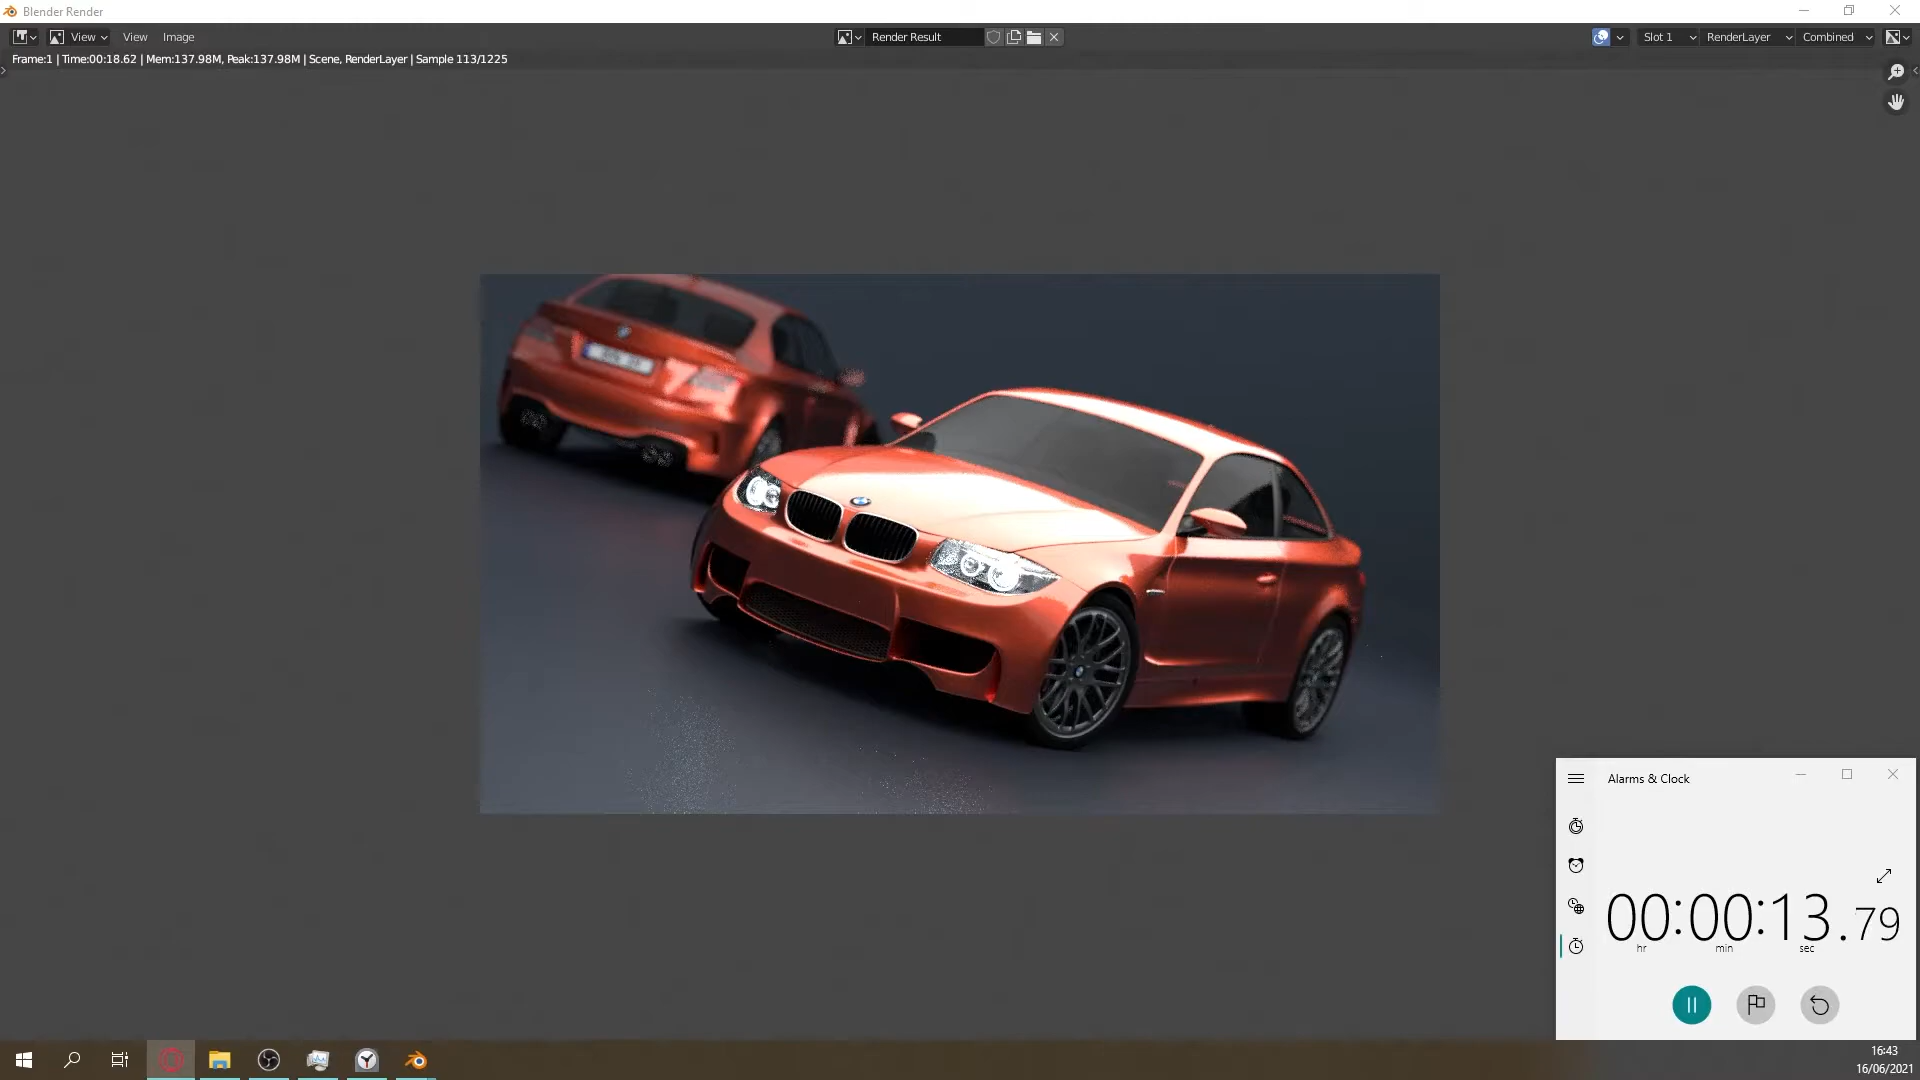 Blender Render
View View Image Render Result Slot 1 RenderLayer Combined
Frame:1 | Time:00:18.62 | Mem:137.98M, Peak:137.98M | Scene, RenderLayer | Sample 113/1225
Alarms & Clock
00:00:13.79
hr min sec
16:43
16/06/2021